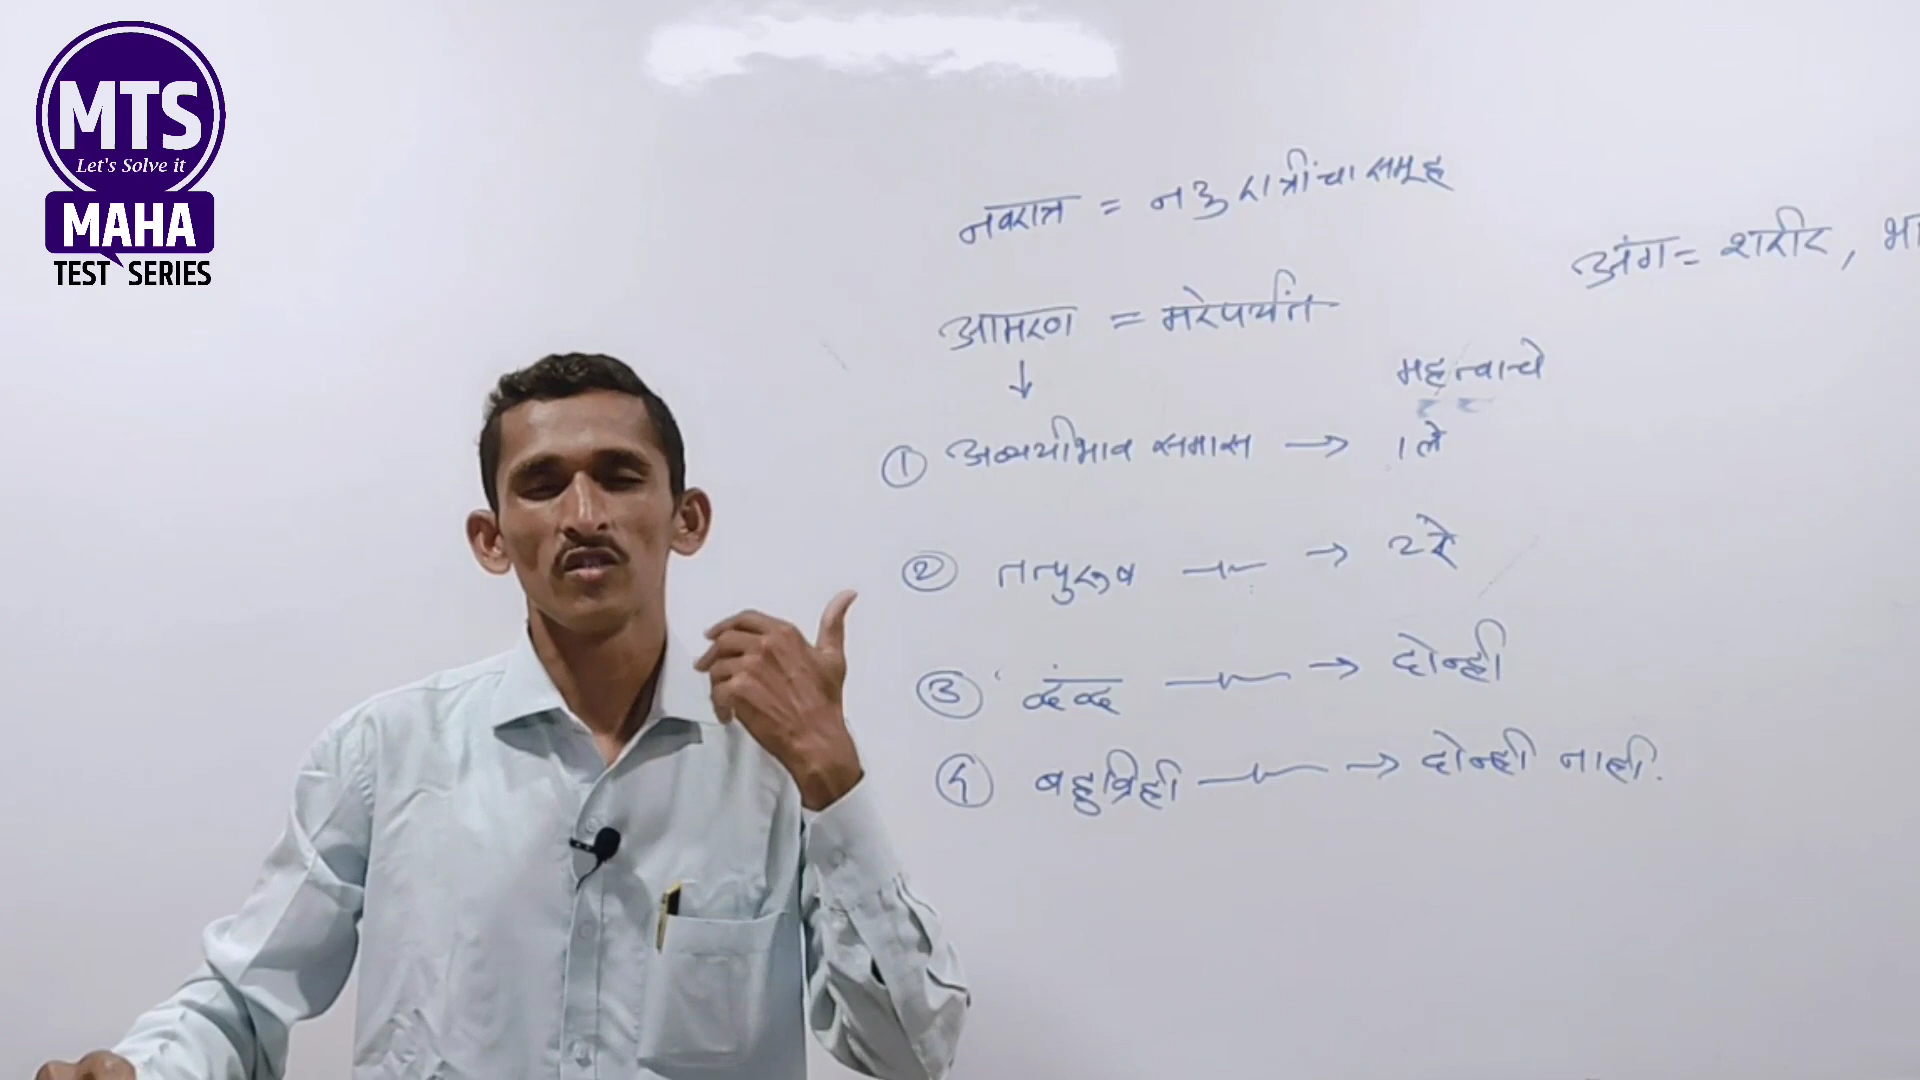 MTS
Let's Solve it
MAHA
TEST SERIES
नवरात्र = नऊ रात्रींचा समूह
अंग = शरीर,
आमरण = मरेपर्यंत
↓
महत्वाचे
① अव्ययीभाव समास → 1ले
② तत्पुरुष → 2रे
③ द्वंद्व → दोन्ही
④ बहुव्रिही → दोन्ही नाही.